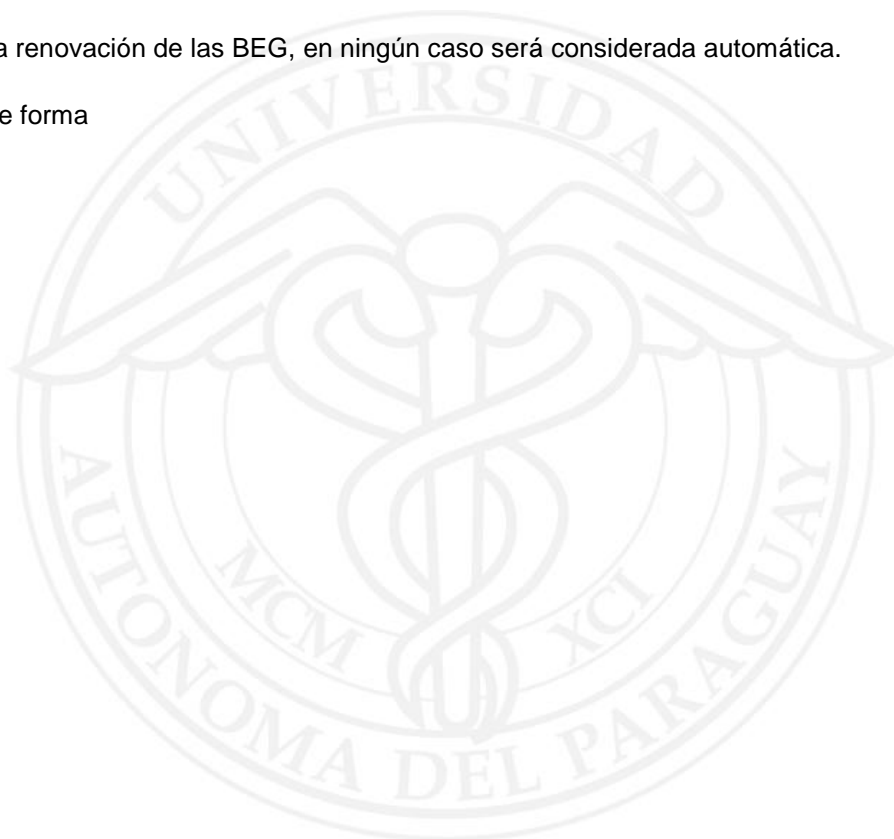 a renovación de las BEG, en ningún caso será considerada automática.
e forma
UNIVERSIDAD
MCM XCI
AUTONOMA DEL PARAGUAY